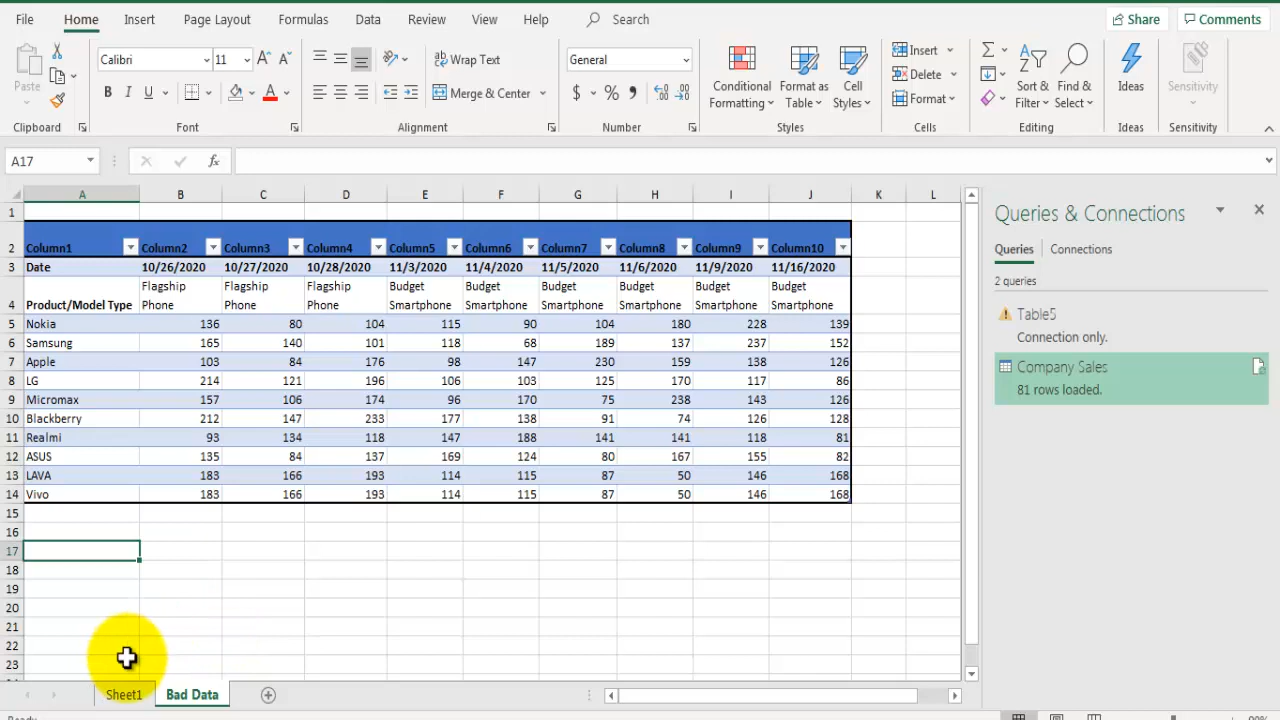 File Home Insert Page Layout Formulas Data Review View Help Search Share Comments
Paste Calibri 11 A A Wrap Text General Conditional Formatting Format as Table Cell Styles Insert Delete Format Sort & Filter Find & Select Ideas Sensitivity
B I U A Merge & Center $ % ,
Clipboard Font Alignment Number Styles Cells Editing Ideas Sensitivity
A17 fx
A B C D E F G H I J K L
1
2 Column1 Column2 Column3 Column4 Column5 Column6 Column7 Column8 Column9 Column10
3 Date 10/26/2020 10/27/2020 10/28/2020 11/3/2020 11/4/2020 11/5/2020 11/6/2020 11/9/2020 11/16/2020
Flagship Flagship Flagship Budget Budget Budget Budget Budget Budget
4 Product/Model Type Phone Phone Phone Smartphone Smartphone Smartphone Smartphone Smartphone Smartphone
5 Nokia 136 80 104 115 90 104 180 228 139
6 Samsung 165 140 101 118 68 189 137 237 152
7 Apple 103 84 176 98 147 230 159 138 126
8 LG 214 121 196 106 103 125 170 117 86
9 Micromax 157 106 174 96 170 75 238 143 126
10 Blackberry 212 147 233 177 138 91 74 126 128
11 Realmi 93 134 118 147 188 141 141 118 81
12 ASUS 135 84 137 169 124 80 167 155 82
13 LAVA 183 166 193 114 115 87 50 146 168
14 Vivo 183 166 193 114 115 87 50 146 168
15
16
17
18
19
20
21
22
23
Sheet1 Bad Data
Queries & Connections
Queries Connections
2 queries
Table5
Connection only.
Company Sales
81 rows loaded.